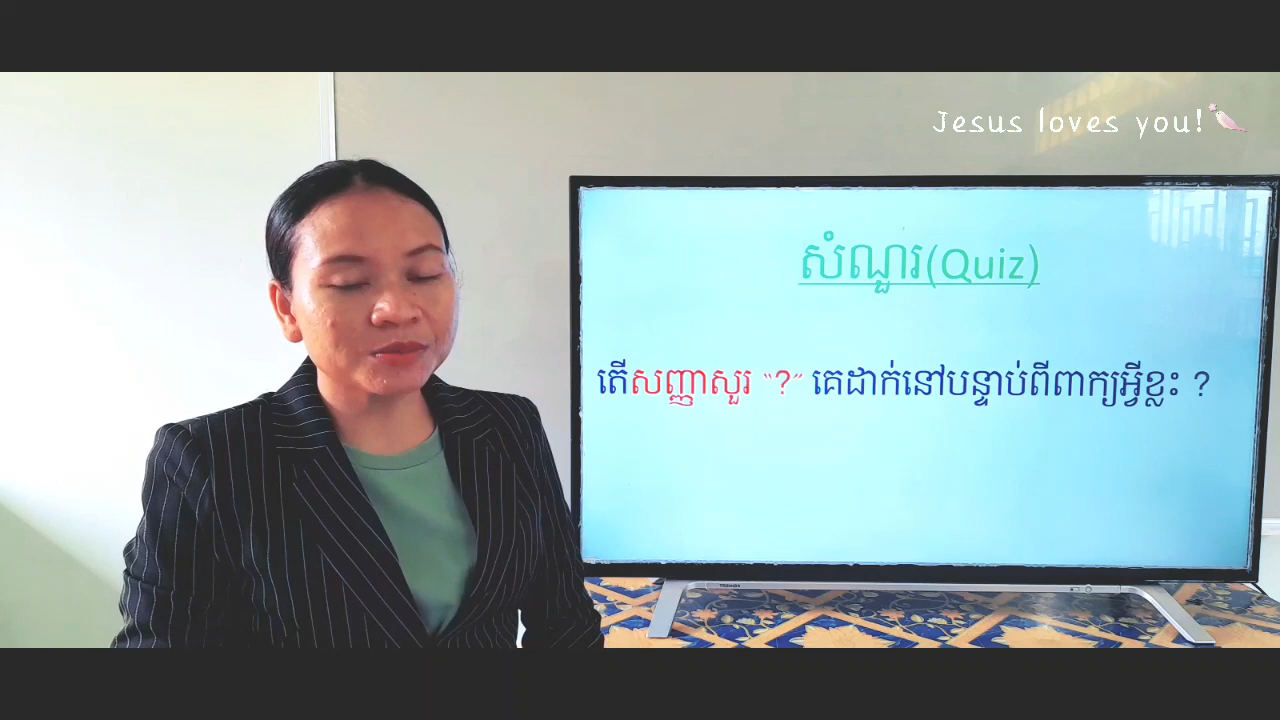 Jesus loves you!
សំណួរ(Quiz)
តើសញ្ញាសួរ “?” គេដាក់នៅបន្ទាប់ពីពាក្យអ្វីខ្លះ ?
TOSHIBA